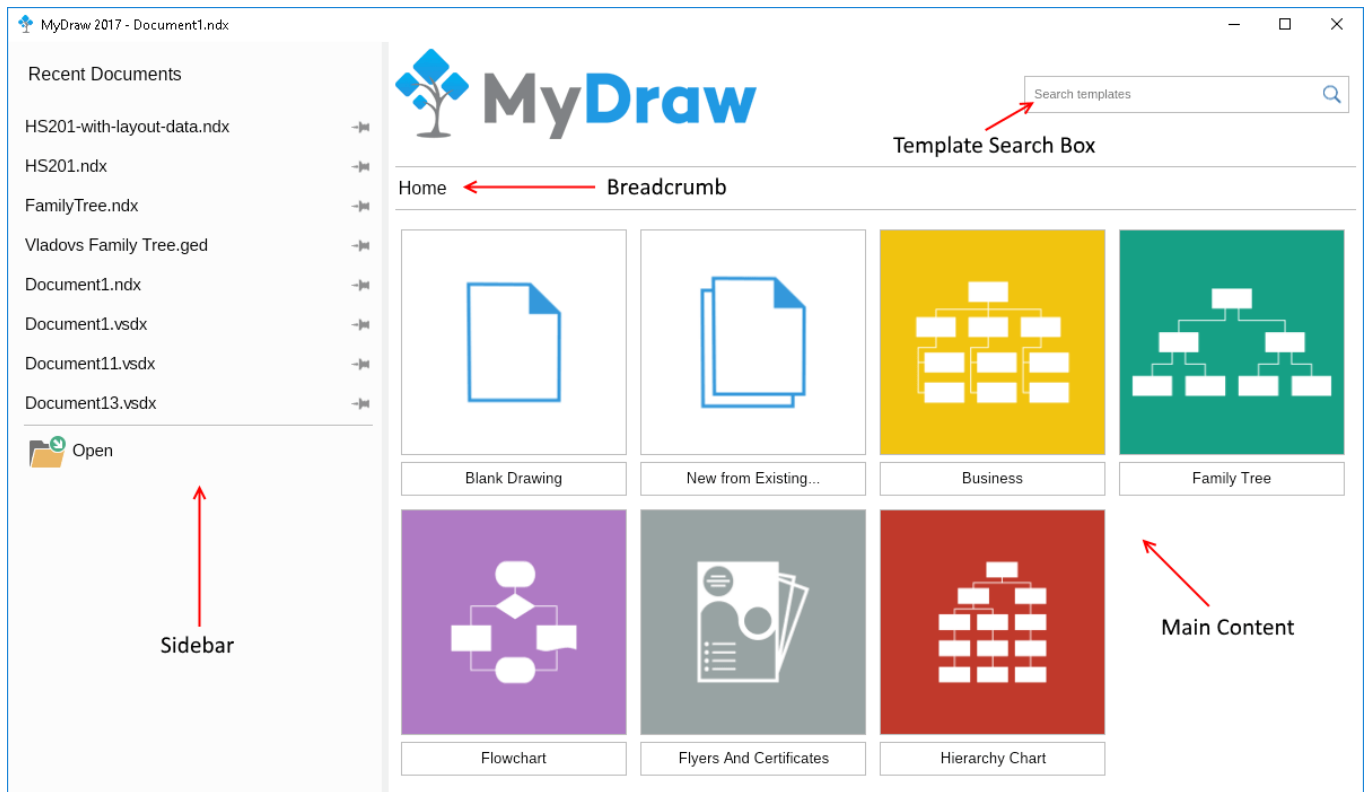 MyDraw 2017 - Document1.ndx
Recent Documents
HS201-with-layout-data.ndx
HS201.ndx
FamilyTree.ndx
Vladovs Family Tree.ged
Document1.ndx
Document1.vsdx
Document11.vsdx
Document13.vsdx
Open
Sidebar
MyDraw
Search templates
Template Search Box
Home
Breadcrumb
Blank Drawing
New from Existing...
Business
Family Tree
Main Content
Flowchart
Flyers And Certificates
Hierarchy Chart